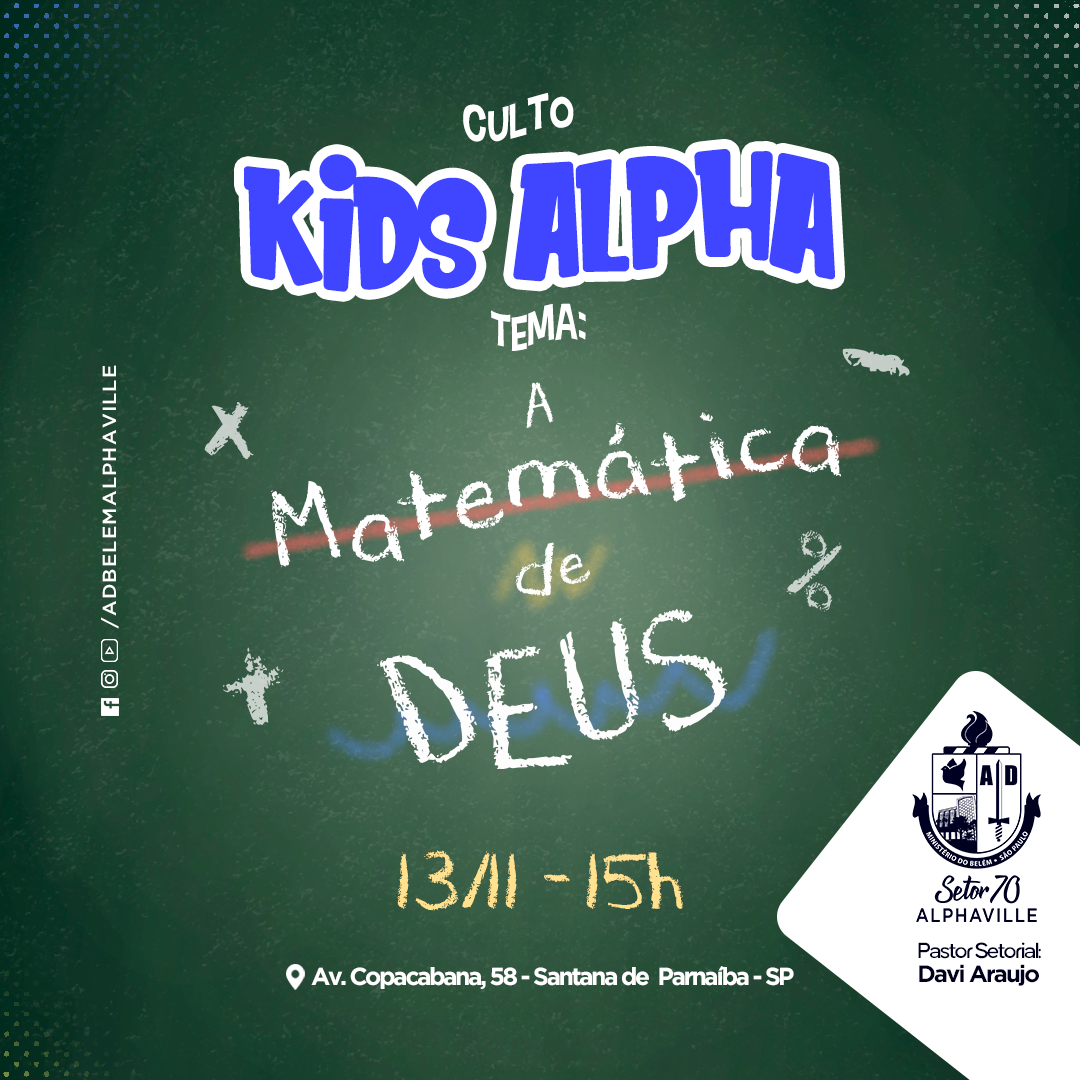 CULTO
KiDS ALPHA
TEMA:
A
Matemática
de
DEUS
13/11 - 15h
Av. Copacabana, 58 - Santana de Parnaíba - SP
/ADBELEMALPHAVILLE
A D
MINISTÉRIO DO BELÉM • SÃO PAULO
Setor 70
ALPHAVILLE
Pastor Setorial:
Davi Araujo